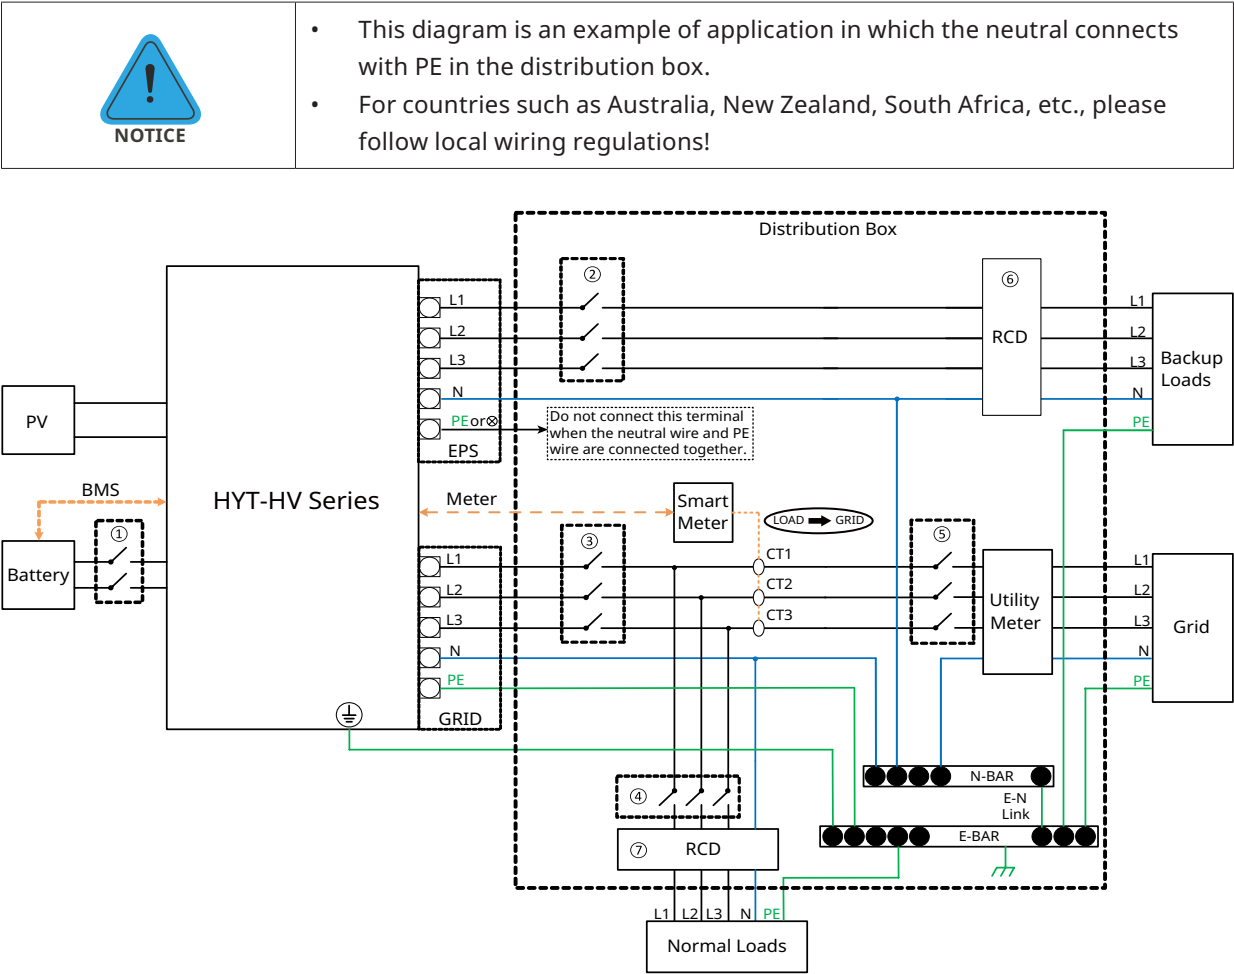 • This diagram is an example of application in which the neutral connects
with PE in the distribution box.
• For countries such as Australia, New Zealand, South Africa, etc., please
follow local wiring regulations!
NOTICE
Distribution Box
②
⑥
L1
L2
L3
N
PE or⊗
EPS
RCD
L1
L2
L3
N
PE
Backup
Loads
Do not connect this terminal
when the neutral wire and PE
wire are connected together.
PV
BMS
①
Battery
HYT-HV Series
Meter
Smart
Meter
LOAD ➡ GRID
③
CT1
CT2
CT3
⑤
L1
L2
L3
N
PE
GRID
Utility
Meter
L1
L2
L3
N
PE
Grid
N-BAR
E-N
Link
④
E-BAR
⑦
RCD
L1 L2 L3 N PE
Normal Loads